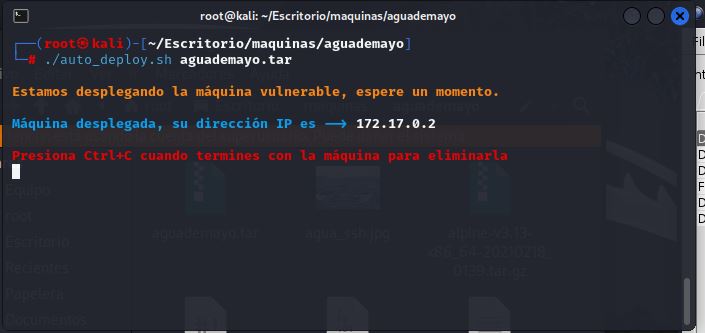 root@kali: ~/Escritorio/maquinas/aguademayo
Fil
┌──(root㉿kali)-[~/Escritorio/maquinas/aguademayo]
└─# ./auto_deploy.sh aguademayo.tar
Estamos desplegando la máquina vulnerable, espere un momento.
Máquina desplegada, su dirección IP es ──> 172.17.0.2
Presiona Ctrl+C cuando termines con la máquina para eliminarla
Equipo
root
Escritorio
Recientes
Papelera
Documentos
aguademayo.tar
agua_ssh.jpg
alpine-v3.13-
x86_64-20210218_
0139.tar.gz